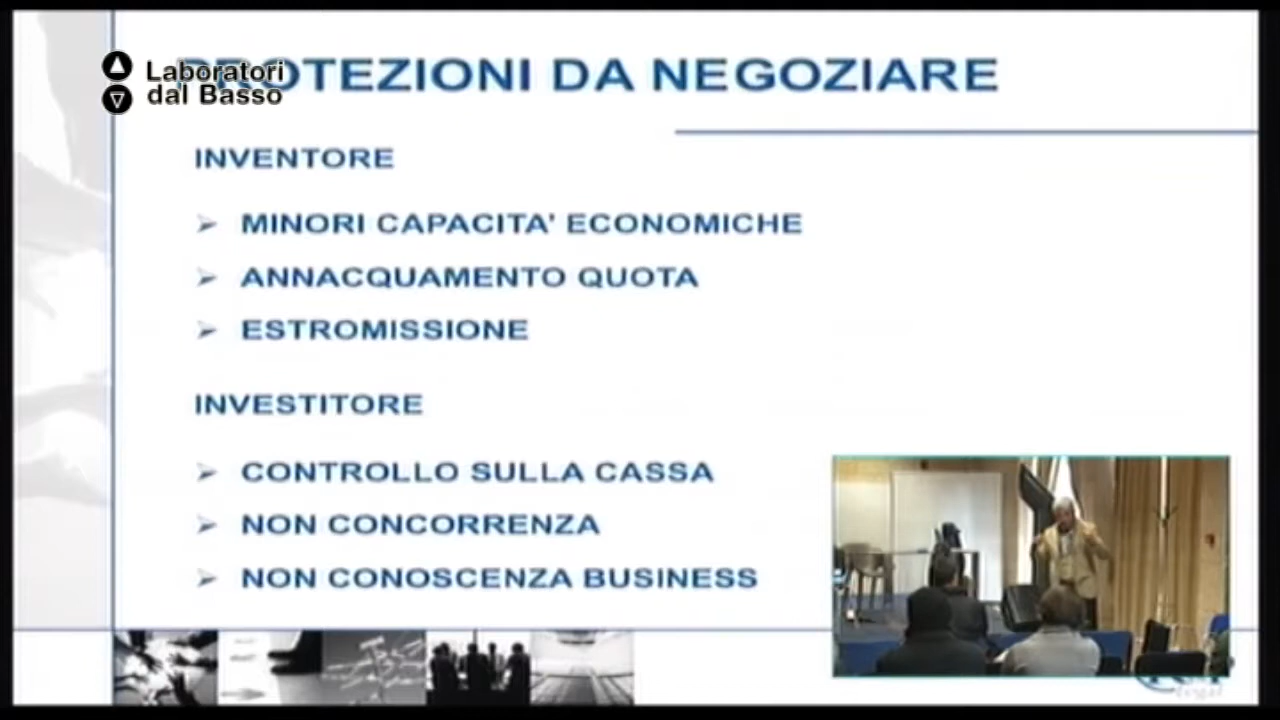 Laboratori
dal Basso
PROTEZIONI DA NEGOZIARE
INVENTORE
MINORI CAPACITA' ECONOMICHE
ANNACQUAMENTO QUOTA
ESTROMISSIONE
INVESTITORE
CONTROLLO SULLA CASSA
NON CONCORRENZA
NON CONOSCENZA BUSINESS